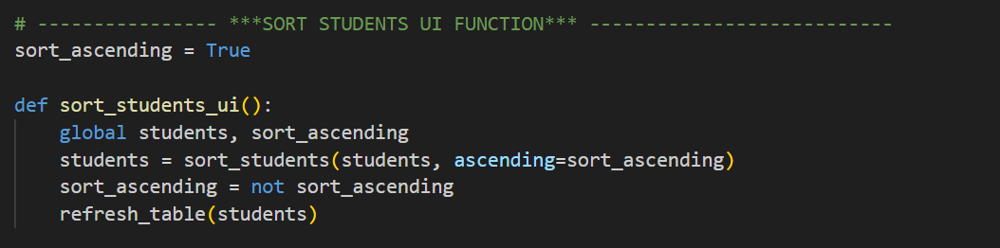 # ---------------- ***SORT STUDENTS UI FUNCTION*** ---------------------------
sort_ascending = True

def sort_students_ui():
    global students, sort_ascending
    students = sort_students(students, ascending=sort_ascending)
    sort_ascending = not sort_ascending
    refresh_table(students)